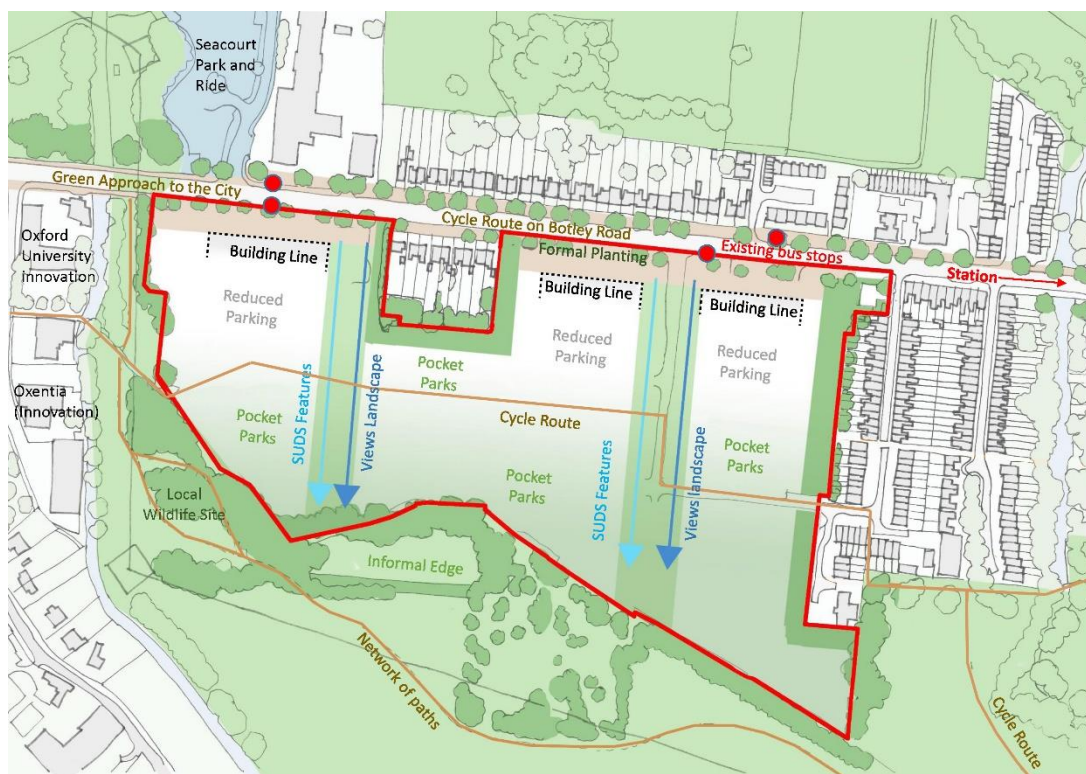 Seacourt
Park and
Ride
Green Approach to the City
Cycle Route on Botley Road
Oxford
University
innovation
Building Line
Formal Planting
Existing bus stops
Station
Building Line
Building Line
Reduced
Parking
Reduced
Parking
Reduced
Parking
Pocket
Parks
Oxentia
(Innovation)
Pocket
Parks
SUDS Features
Views Landscape
Cycle Route
Pocket
Parks
Pocket
Parks
SUDS Features
Views landscape
Local
Wildlife Site
Informal Edge
Network of paths
Cycle Route